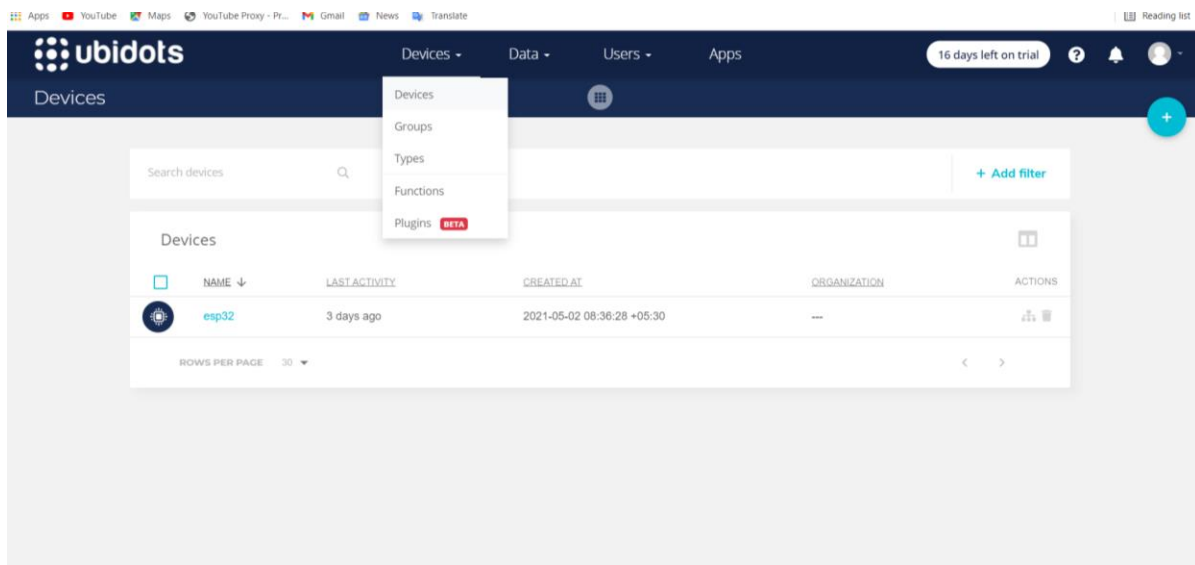 Apps YouTube Maps YouTube Proxy - Pr... Gmail News Translate Reading list
ubidots Devices Data Users Apps 16 days left on trial ?
Devices Devices
+
Groups
Types
Search devices + Add filter
Functions
Plugins BETA
Devices
NAME LAST ACTIVITY CREATED AT ORGANIZATION ACTIONS
esp32 3 days ago 2021-05-02 08:36:28 +05:30 ---
ROWS PER PAGE 30 < >